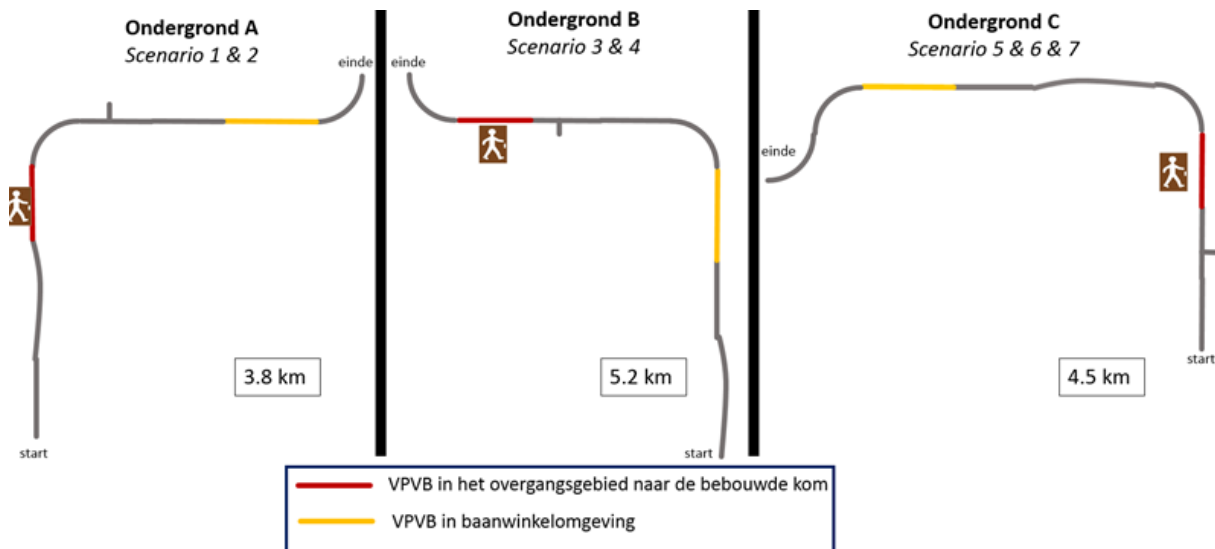 Ondergrond A
Scenario 1 & 2
einde
3.8 km
start
Ondergrond B
Scenario 3 & 4
einde
5.2 km
start
Ondergrond C
Scenario 5 & 6 & 7
einde
4.5 km
start
VPVB in het overgangsgebied naar de bebouwde kom
VPVB in baanwinkelomgeving